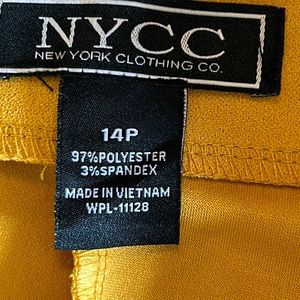 NYCC
NEW YORK CLOTHING CO.
14P
97%POLYESTER
3%SPANDEX
MADE IN VIETNAM
WPL-11128